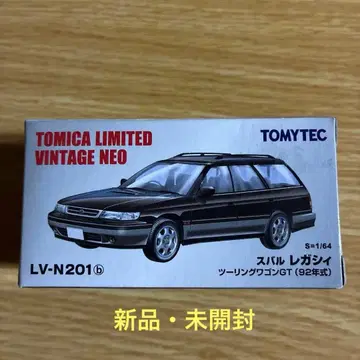 TOMICA LIMITED
VINTAGE NEO
TOMYTEC
S=1/64
スバル レガシィ
ツーリングワゴンGT (92年式)
LV-N201ⓑ
新品・未開封